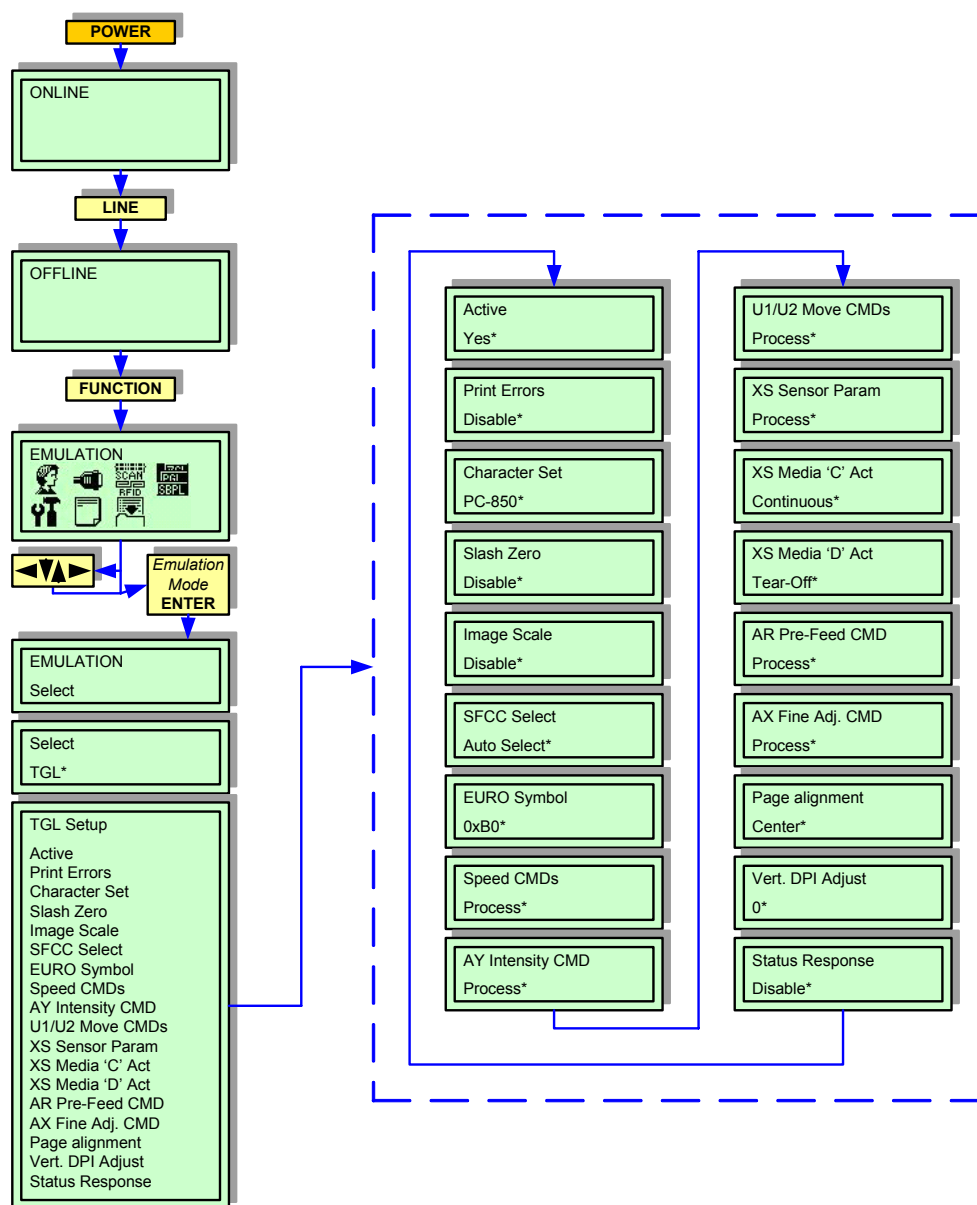 POWER
ONLINE
LINE
OFFLINE
FUNCTION
EMULATION
SCAN
RFID
PGL
SBPL
Emulation
Mode
ENTER
EMULATION
Select
Select
TGL*
TGL Setup
Active
Print Errors
Character Set
Slash Zero
Image Scale
SFCC Select
EURO Symbol
Speed CMDs
AY Intensity CMD
U1/U2 Move CMDs
XS Sensor Param
XS Media ‘C’ Act
XS Media ‘D’ Act
AR Pre-Feed CMD
AX Fine Adj. CMD
Page alignment
Vert. DPI Adjust
Status Response
Active
Yes*
Print Errors
Disable*
Character Set
PC-850*
Slash Zero
Disable*
Image Scale
Disable*
SFCC Select
Auto Select*
EURO Symbol
0xB0*
Speed CMDs
Process*
AY Intensity CMD
Process*
U1/U2 Move CMDs
Process*
XS Sensor Param
Process*
XS Media ‘C’ Act
Continuous*
XS Media ‘D’ Act
Tear-Off*
AR Pre-Feed CMD
Process*
AX Fine Adj. CMD
Process*
Page alignment
Center*
Vert. DPI Adjust
0*
Status Response
Disable*